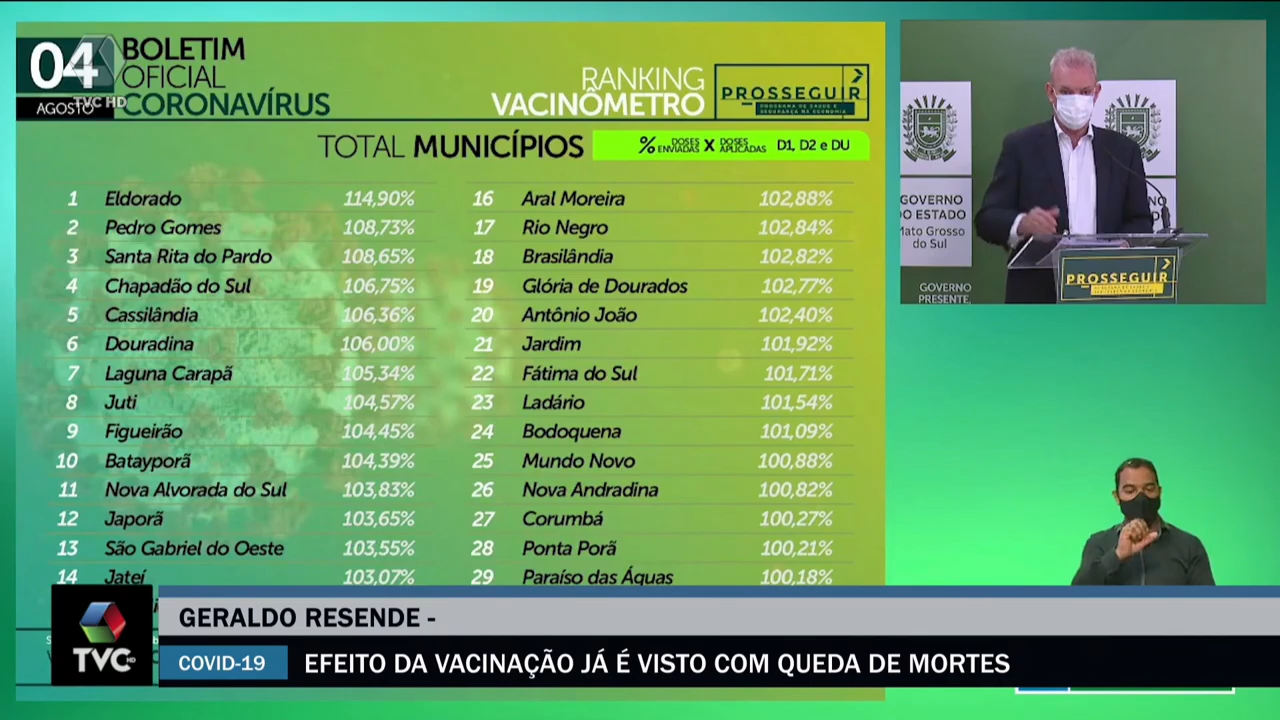 04
AGOSTO
TVC HD
BOLETIM
OFICIAL
CORONAVÍRUS
RANKING
VACINÔMETRO
PROSSEGUIR
PROGRAMA DE SAÚDE E
SEGURANÇA NA ECONOMIA
TOTAL MUNICÍPIOS
% DOSES ENVIADAS X DOSES APLICADAS D1, D2 e DU
1 Eldorado 114,90%
2 Pedro Gomes 108,73%
3 Santa Rita do Pardo 108,65%
4 Chapadão do Sul 106,75%
5 Cassilândia 106,36%
6 Douradina 106,00%
7 Laguna Carapã 105,34%
8 Juti 104,57%
9 Figueirão 104,45%
10 Batayporã 104,39%
11 Nova Alvorada do Sul 103,83%
12 Japorã 103,65%
13 São Gabriel do Oeste 103,55%
14 Jateí 103,07%
16 Aral Moreira 102,88%
17 Rio Negro 102,84%
18 Brasilândia 102,82%
19 Glória de Dourados 102,77%
20 Antônio João 102,40%
21 Jardim 101,92%
22 Fátima do Sul 101,71%
23 Ladário 101,54%
24 Bodoquena 101,09%
25 Mundo Novo 100,88%
26 Nova Andradina 100,82%
27 Corumbá 100,27%
28 Ponta Porã 100,21%
29 Paraíso das Águas 100,18%
GOVERNO
DO ESTADO
Mato Grosso
do Sul
GOVERNO
PRESENTE,
PROSSEGUIR
TVC HD
GERALDO RESENDE -
COVID-19
EFEITO DA VACINAÇÃO JÁ É VISTO COM QUEDA DE MORTES